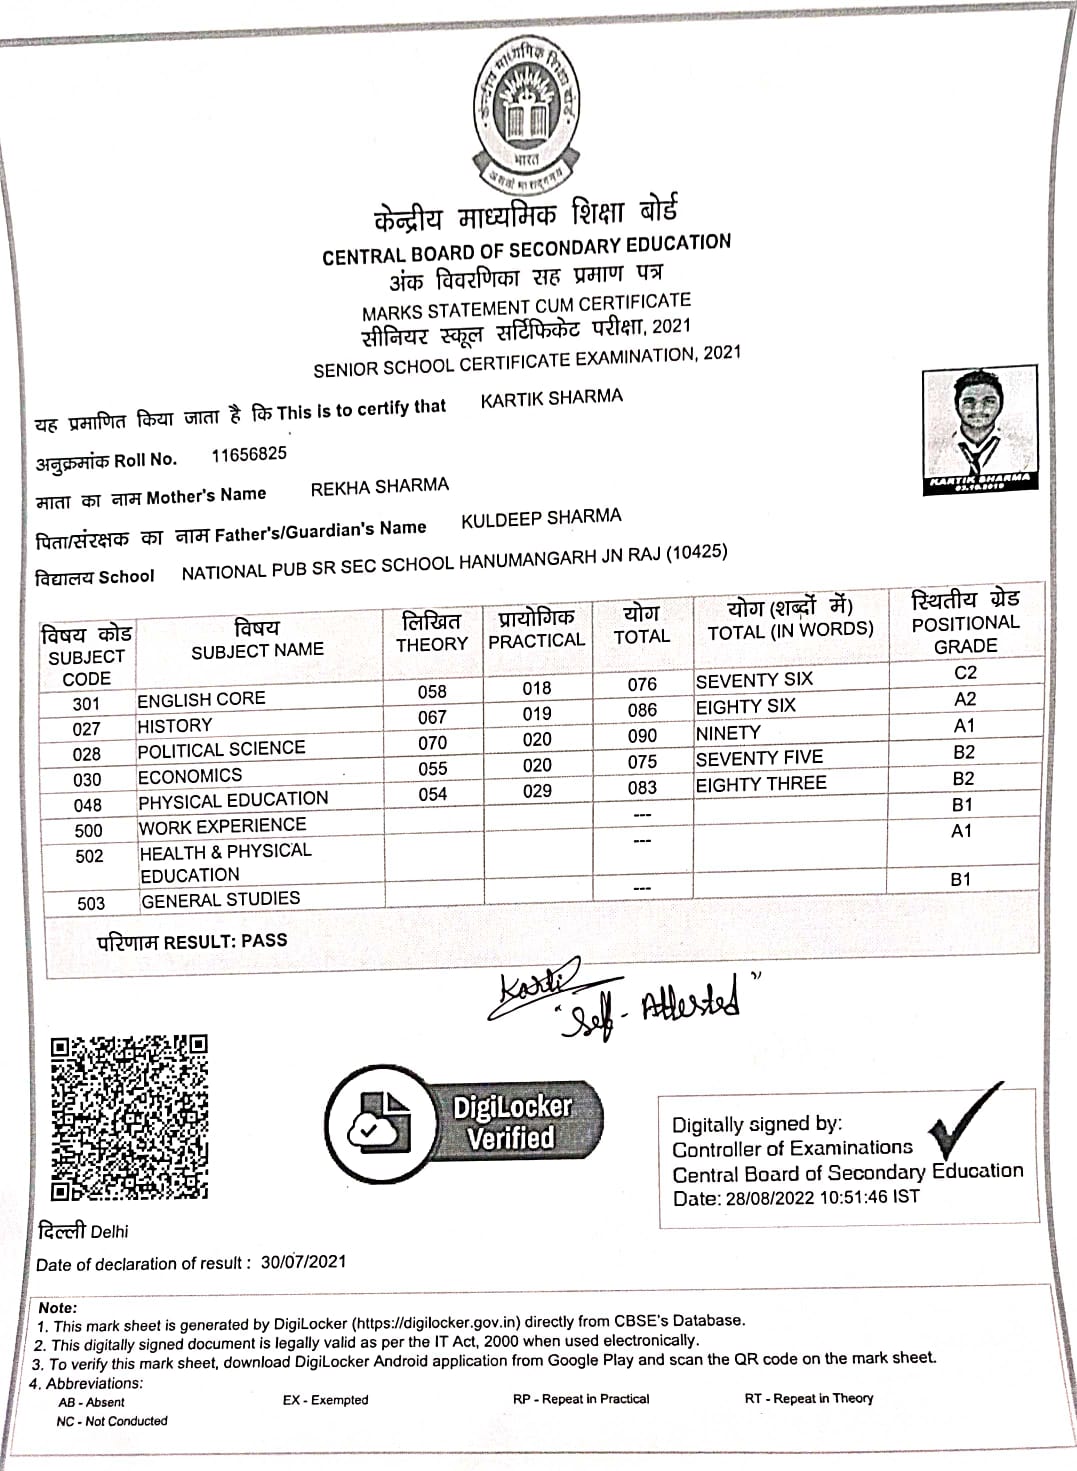 केन्द्रीय माध्यमिक शिक्षा बोर्ड
भारत
असतो मा सद्गमय
केन्द्रीय माध्यमिक शिक्षा बोर्ड
CENTRAL BOARD OF SECONDARY EDUCATION
अंक विवरणिका सह प्रमाण पत्र
MARKS STATEMENT CUM CERTIFICATE
सीनियर स्कूल सर्टिफिकेट परीक्षा, 2021
SENIOR SCHOOL CERTIFICATE EXAMINATION, 2021
यह प्रमाणित किया जाता है कि This is to certify that KARTIK SHARMA
अनुक्रमांक Roll No. 11656825
माता का नाम Mother's Name REKHA SHARMA
पिता/संरक्षक का नाम Father's/Guardian's Name KULDEEP SHARMA
विद्यालय School NATIONAL PUB SR SEC SCHOOL HANUMANGARH JN RAJ (10425)
KARTIK SHARMA
विषय कोड SUBJECT CODE विषय SUBJECT NAME लिखित THEORY प्रायोगिक PRACTICAL योग TOTAL योग (शब्दों में) TOTAL (IN WORDS) स्थितीय ग्रेड POSITIONAL GRADE
301 ENGLISH CORE 058 018 076 SEVENTY SIX C2
027 HISTORY 067 019 086 EIGHTY SIX A2
028 POLITICAL SCIENCE 070 020 090 NINETY A1
030 ECONOMICS 055 020 075 SEVENTY FIVE B2
048 PHYSICAL EDUCATION 054 029 083 EIGHTY THREE B2
500 WORK EXPERIENCE --- B1
502 HEALTH & PHYSICAL EDUCATION --- A1
503 GENERAL STUDIES --- B1
परिणाम RESULT: PASS
Karti
"Self - Attested"
DigiLocker
Verified
Digitally signed by:
Controller of Examinations
Central Board of Secondary Education
Date: 28/08/2022 10:51:46 IST
दिल्ली Delhi
Date of declaration of result : 30/07/2021
Note:
1. This mark sheet is generated by DigiLocker (https://digilocker.gov.in) directly from CBSE's Database.
2. This digitally signed document is legally valid as per the IT Act, 2000 when used electronically.
3. To verify this mark sheet, download DigiLocker Android application from Google Play and scan the QR code on the mark sheet.
4. Abbreviations:
AB - Absent EX - Exempted RP - Repeat in Practical RT - Repeat in Theory
NC - Not Conducted